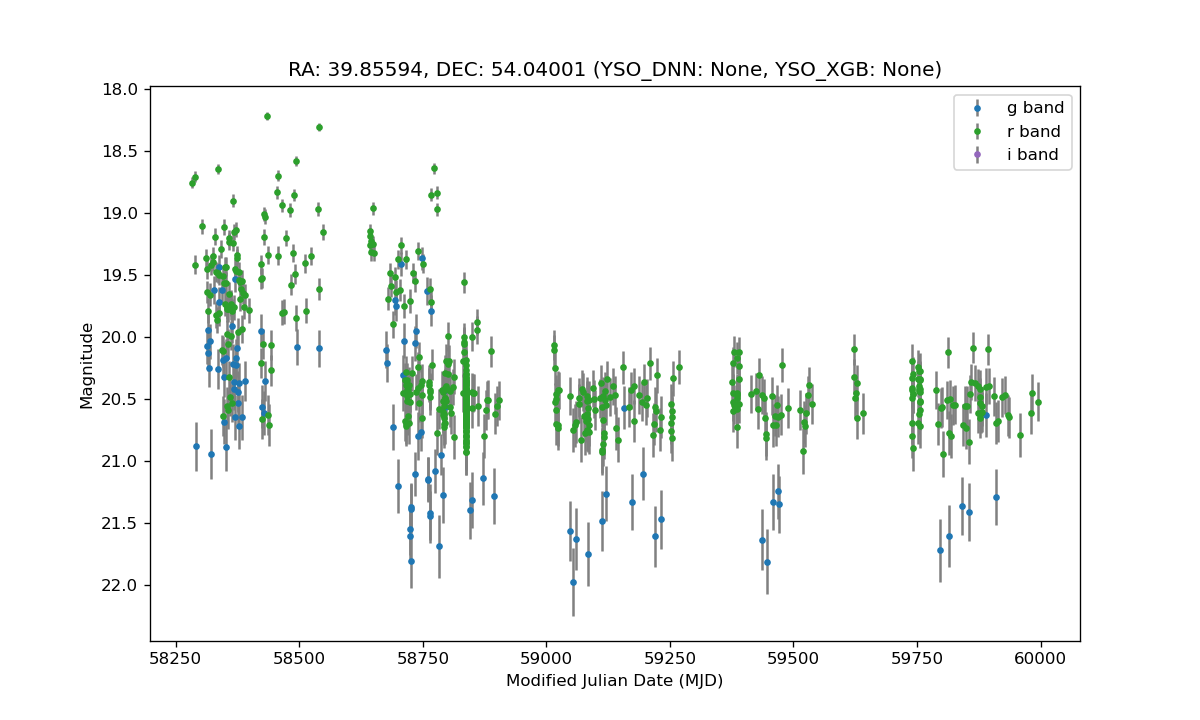 RA: 39.85594, DEC: 54.04001 (YSO_DNN: None, YSO_XGB: None)
g band
r band
i band
18.0
18.5
19.0
19.5
20.0
20.5
21.0
21.5
22.0
Magnitude
58250 58500 58750 59000 59250 59500 59750 60000
Modified Julian Date (MJD)